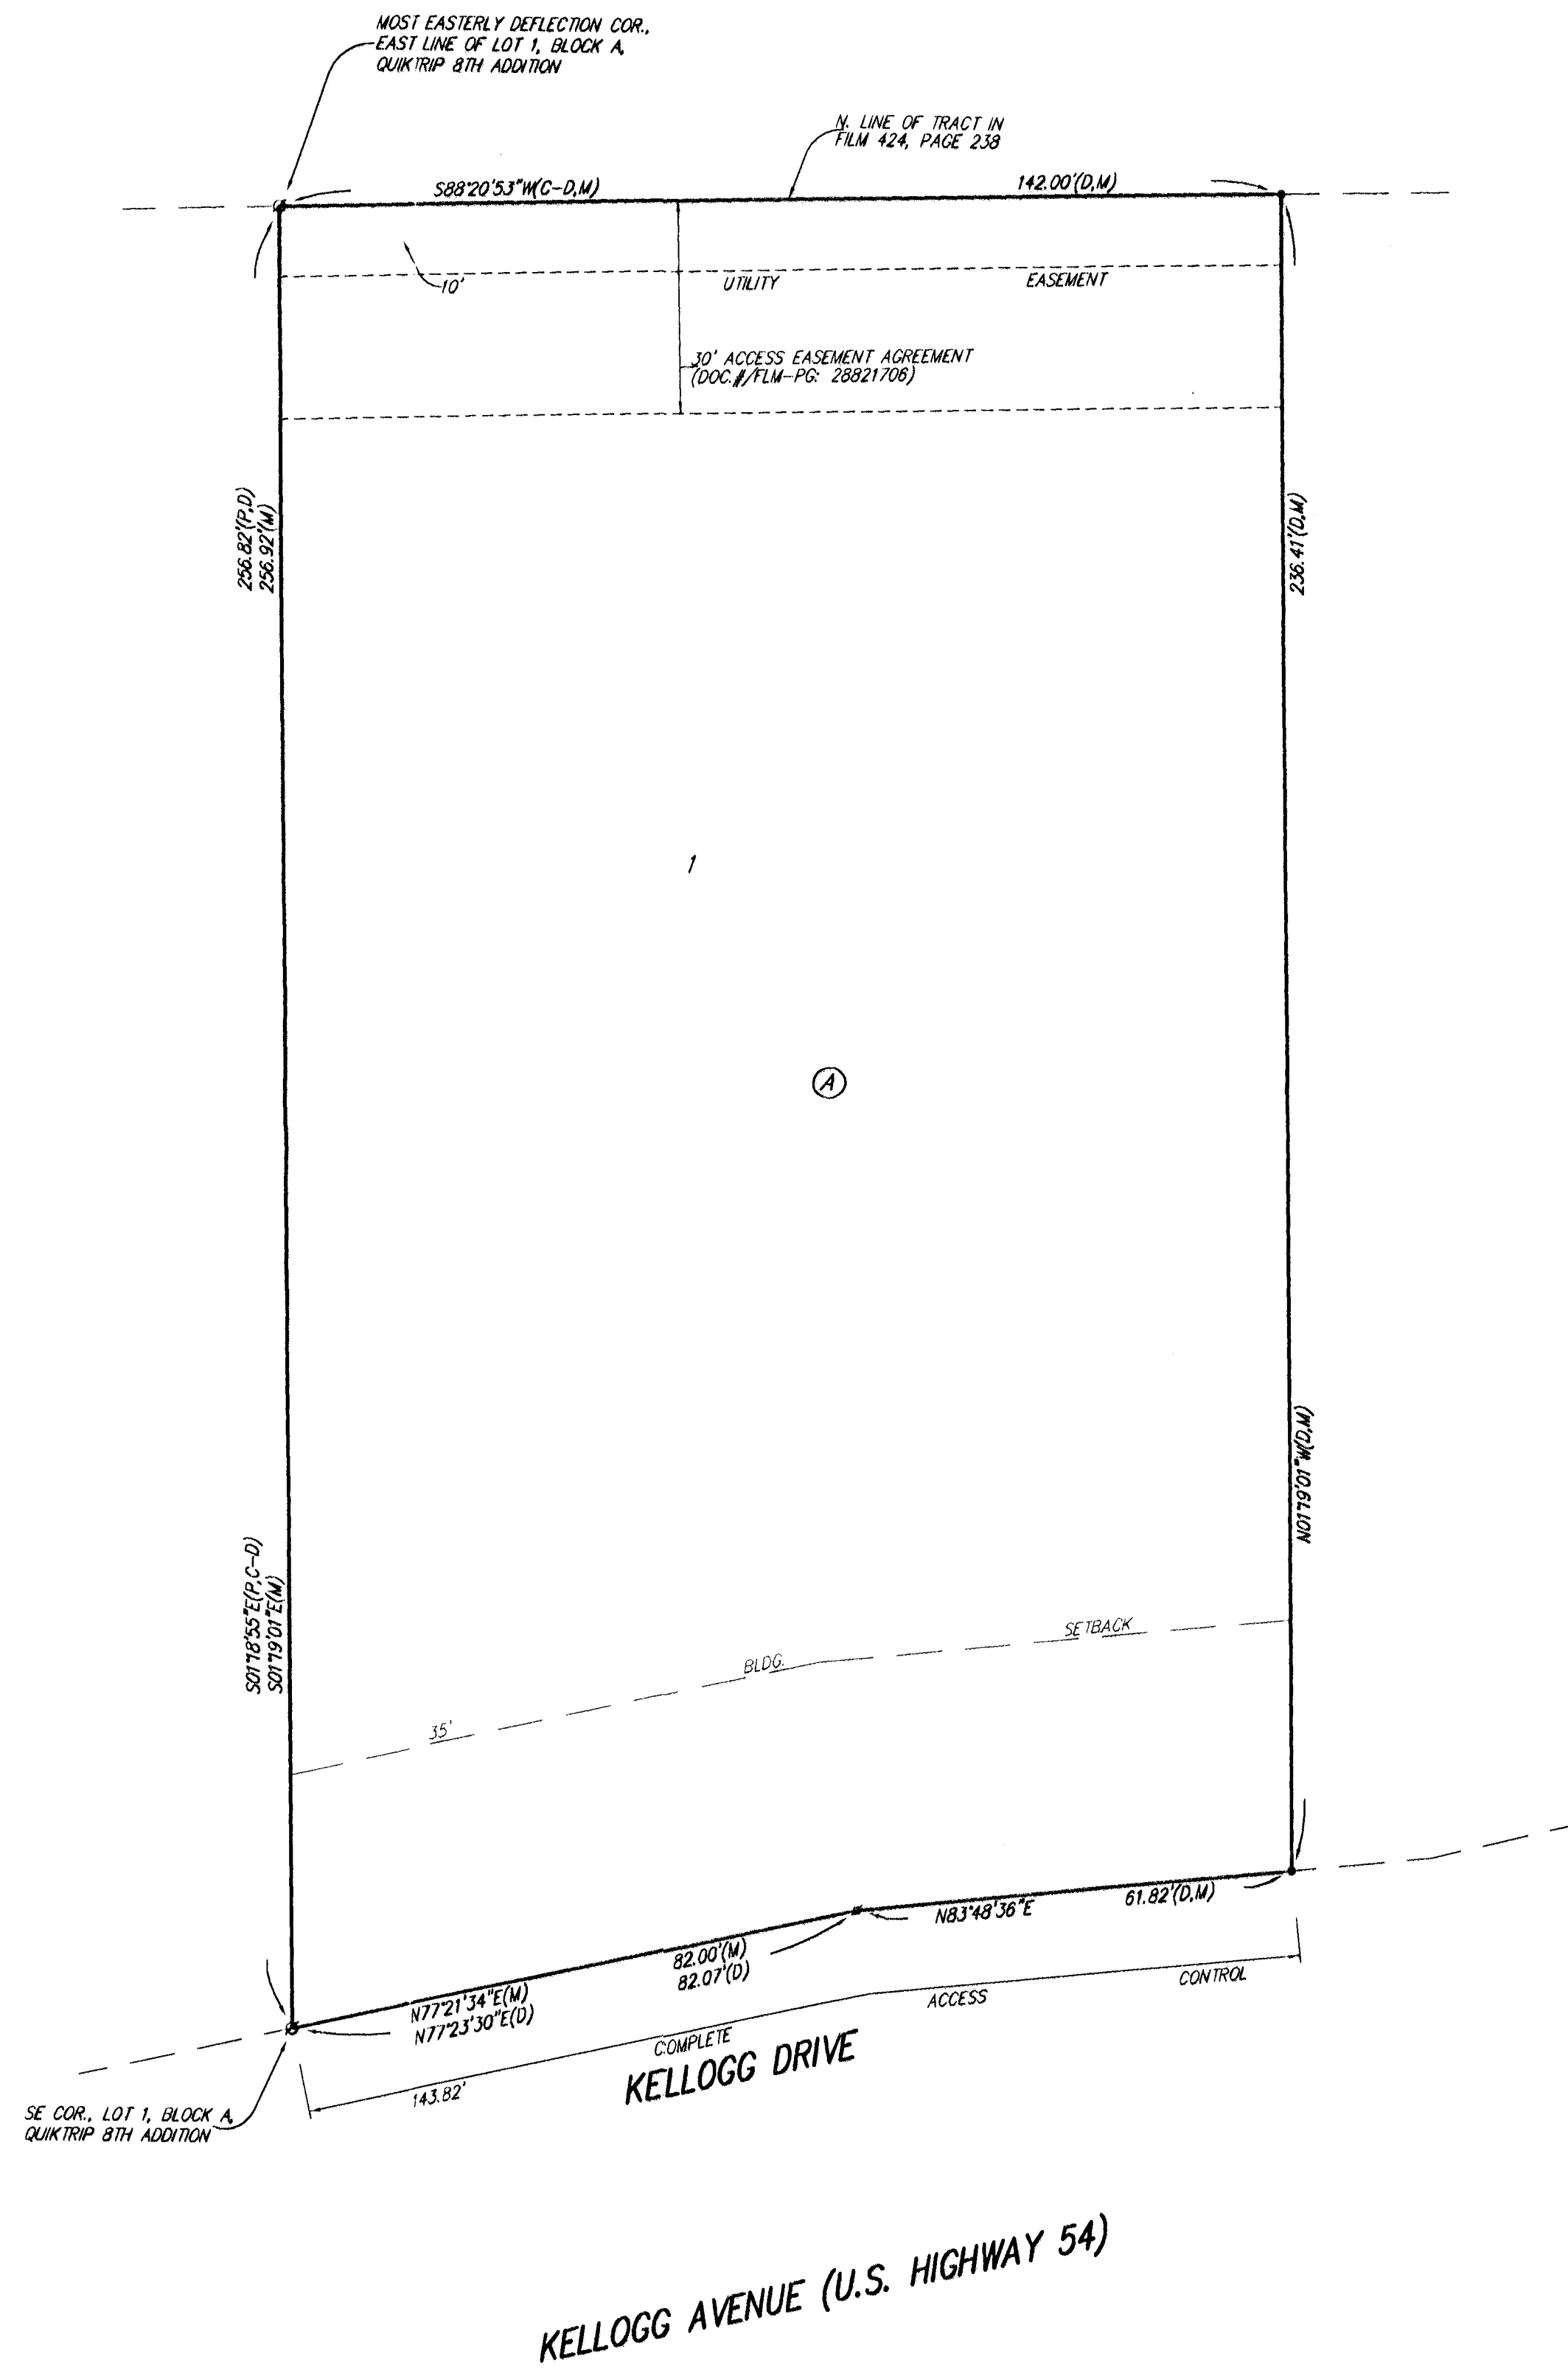 MOST EASTERLY DEFLECTION COR.,
EAST LINE OF LOT 1, BLOCK A,
QUIKTRIP 8TH ADDITION
N. LINE OF TRACT IN
FILM 424, PAGE 238
S88°20'53"W(C-D,M)
142.00'(D,M)
10'
UTILITY
EASEMENT
30' ACCESS EASEMENT AGREEMENT
(DOC.#/FLM-PG: 28821706)
256.82'(P,D)
256.92'(M)
236.41'(D,M)
1
A
N01°19'01"W(D,M)
S01°18'55"E(P,C-D)
S01°19'01"E(M)
35'
BLDG.
SETBACK
N77°21'34"E(M)
N77°23'30"E(D)
82.00'(M)
82.07'(D)
N83°48'36"E
61.82'(D,M)
143.82'
COMPLETE
ACCESS
CONTROL
KELLOGG DRIVE
SE COR., LOT 1, BLOCK A,
QUIKTRIP 8TH ADDITION
KELLOGG AVENUE (U.S. HIGHWAY 54)